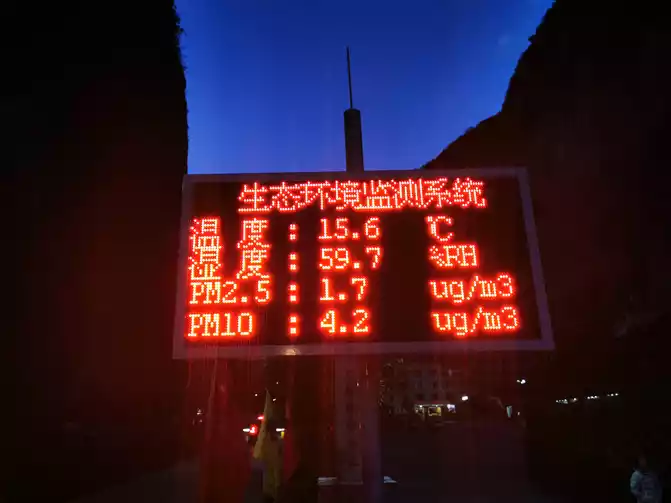 生态环境监测系统
温 度 : 15.6 ℃
湿 度 : 59.7 %RH
PM2.5 : 1.7 ug/m3
PM10 : 4.2 ug/m3